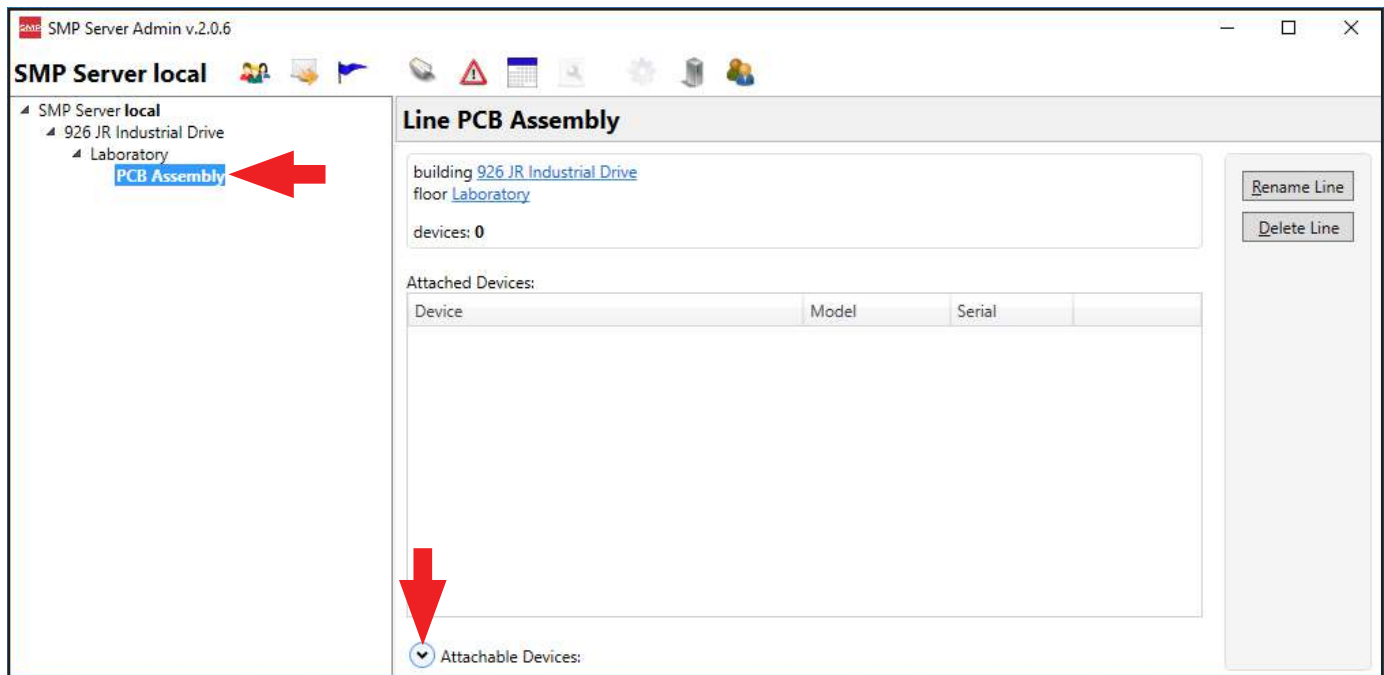 SMP SMP Server Admin v.2.0.6
SMP Server local
SMP Server local
926 JR Industrial Drive
Laboratory
PCB Assembly
Line PCB Assembly
building 926 JR Industrial Drive
floor Laboratory
devices: 0
Rename Line
Delete Line
Attached Devices:
Device Model Serial
Attachable Devices: